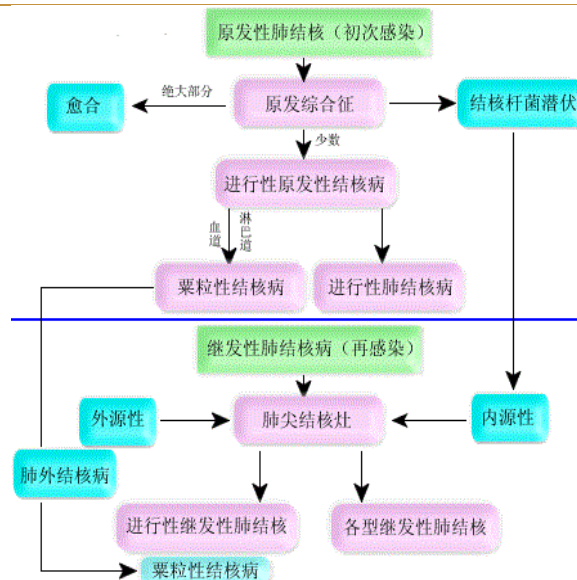 原发性肺结核（初次感染）
绝大部分
愈合
原发综合征
结核杆菌潜伏
少数
进行性原发性结核病
血道
淋巴道
粟粒性结核病
进行性肺结核病
继发性肺结核病（再感染）
外源性
肺尖结核灶
内源性
肺外结核病
进行性继发性肺结核
各型继发性肺结核
粟粒性结核病